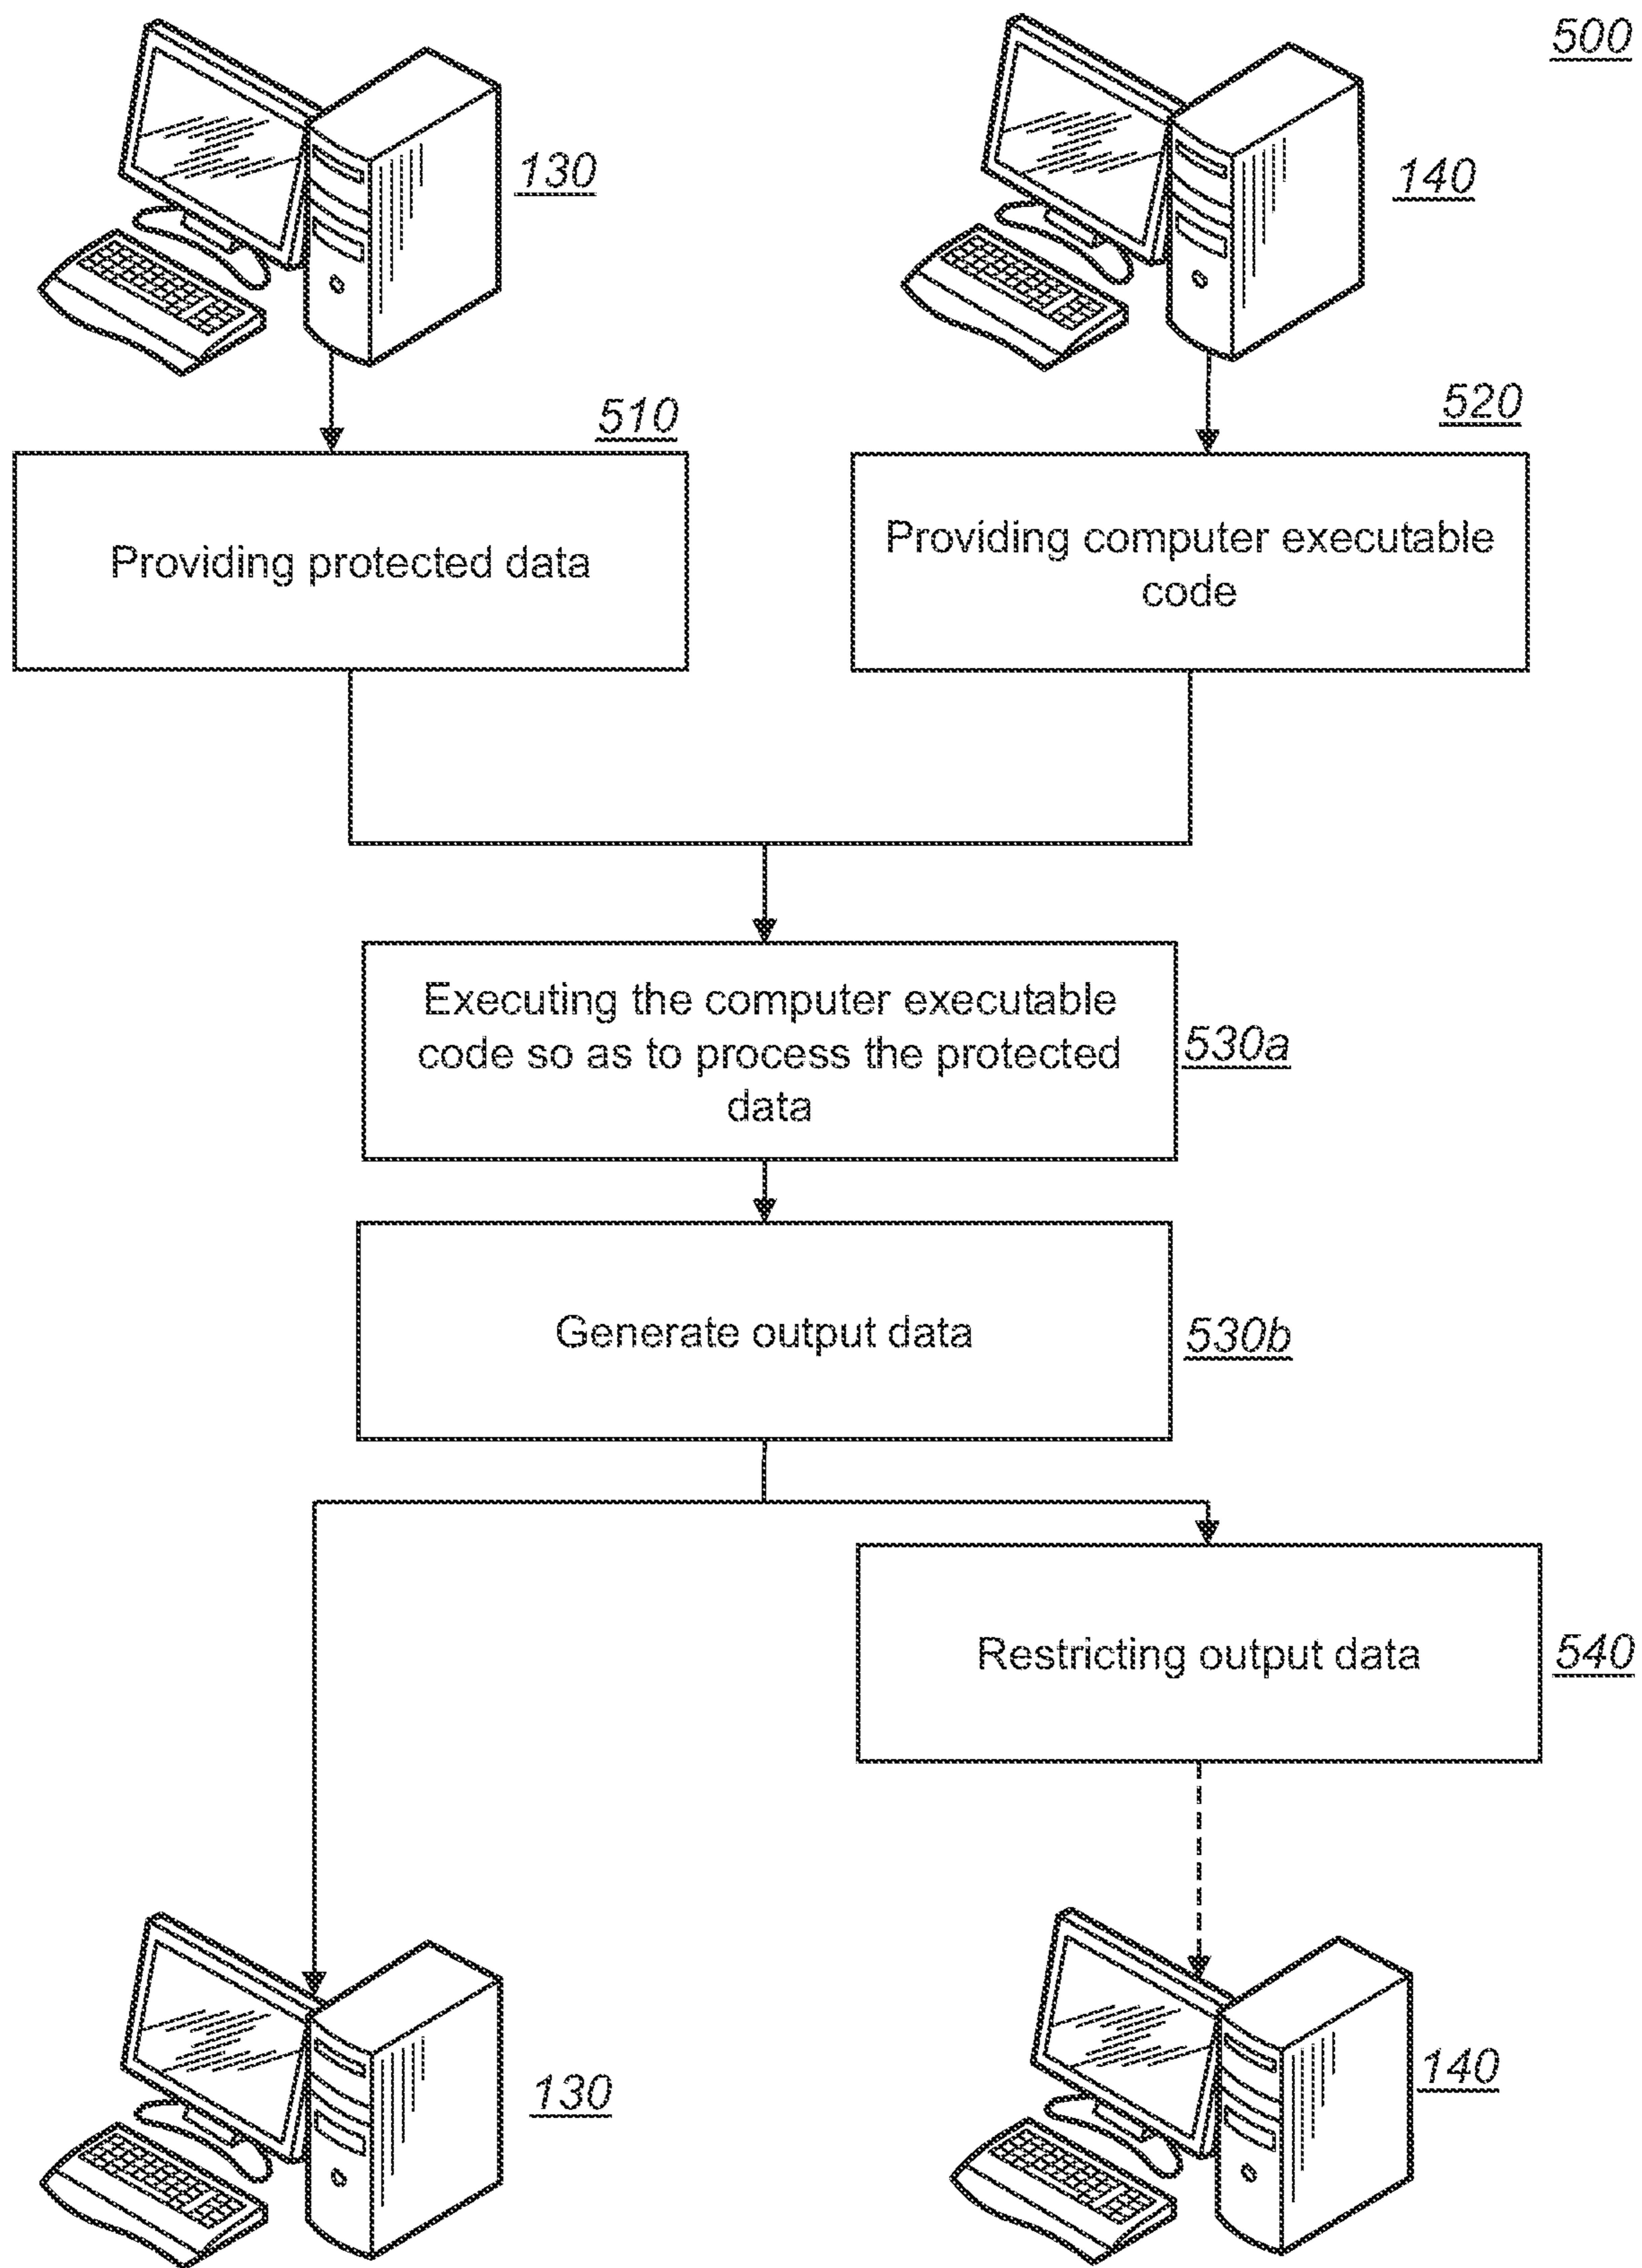 500
130
140
510
520
Providing protected data
Providing computer executable
code
Executing the computer executable
code so as to process the protected
data
530a
Generate output data
530b
Restricting output data
540
130
140